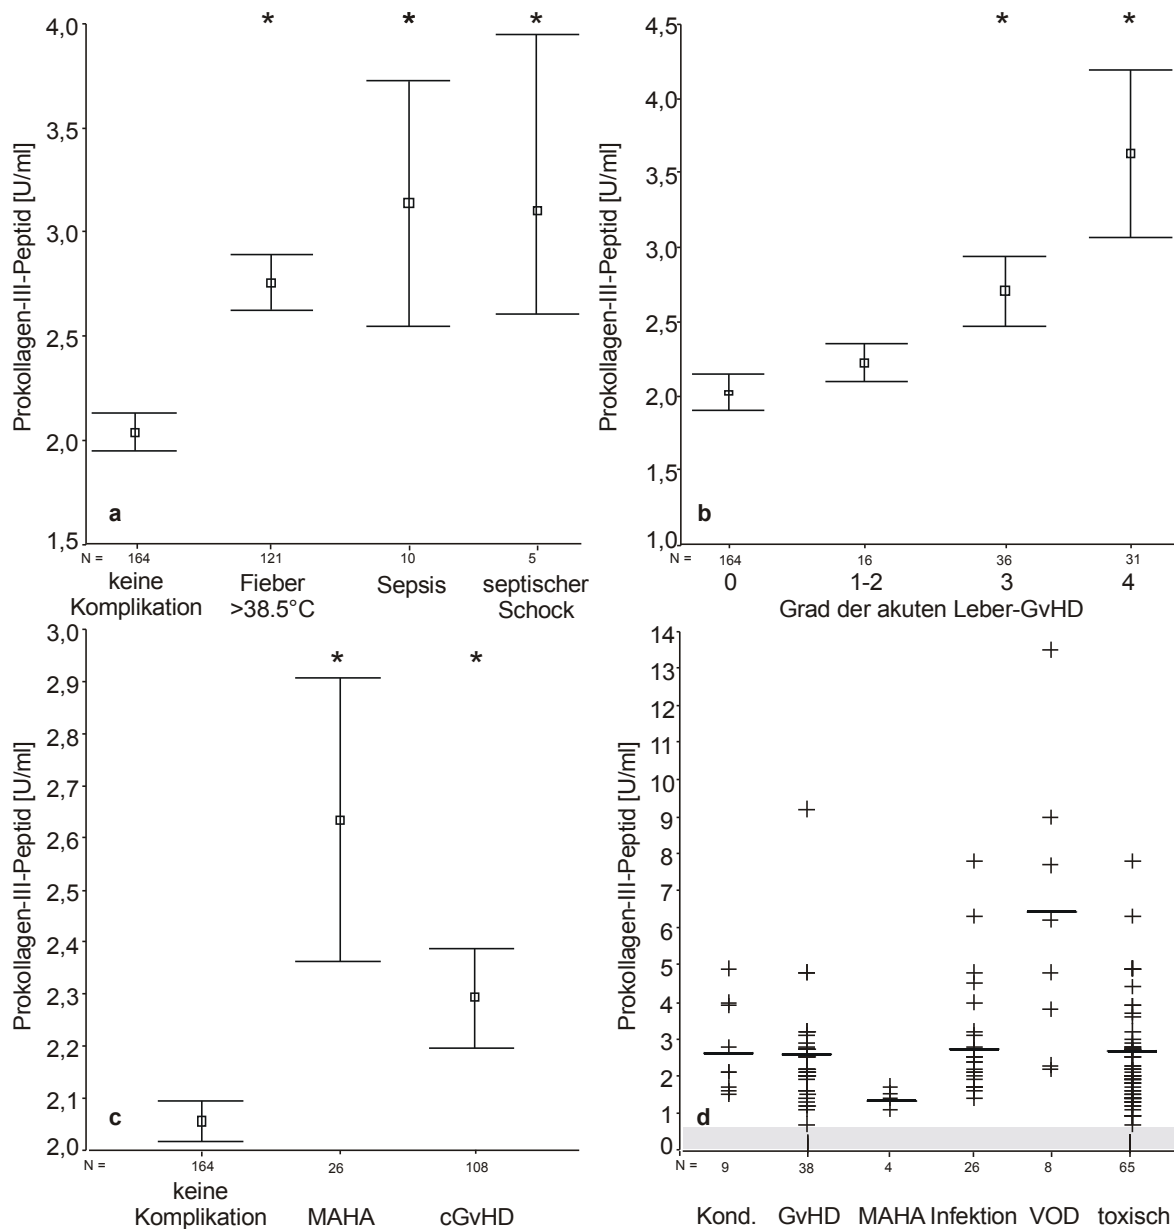 Prokollagen-III-Peptid [U/ml]
4,0
3,5
3,0
2,5
2,0
1,5
* * *
a
N = 164 121 10 5
keine Komplikation
Fieber >38.5°C
Sepsis
septischer Schock
Prokollagen-III-Peptid [U/ml]
4,5
4,0
3,5
3,0
2,5
2,0
1,5
1,0
* *
b
N = 164 16 36 31
0 1-2 3 4
Grad der akuten Leber-GvHD
Prokollagen-III-Peptid [U/ml]
3,0
2,9
2,8
2,7
2,6
2,5
2,4
2,3
2,2
2,1
2,0
* *
c
N = 164 26 108
keine Komplikation
MAHA
cGvHD
Prokollagen-III-Peptid [U/ml]
14
13
12
11
10
9
8
7
6
5
4
3
2
1
0
d
N = 9 38 4 26 8 65
Kond. GvHD MAHA Infektion VOD toxisch